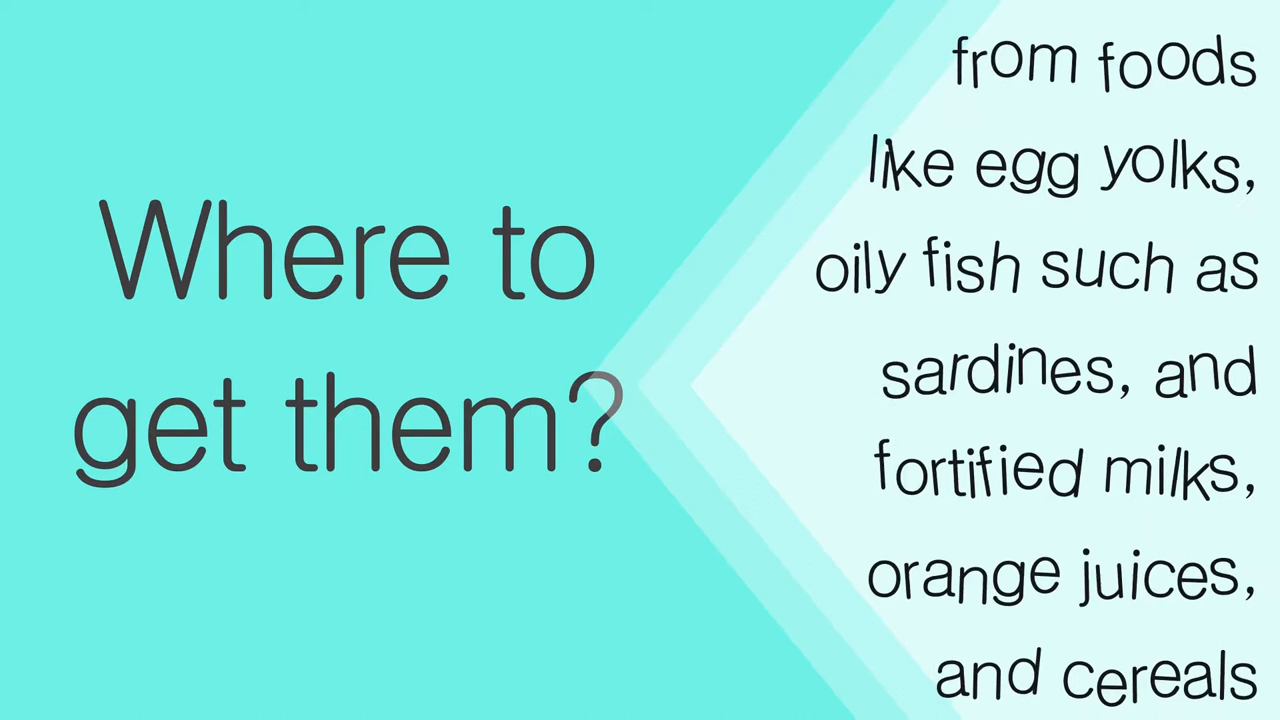 Where to
get them?
from foods
like egg yolks,
oily fish such as
sardines, and
fortified milks,
orange juices,
and cereals